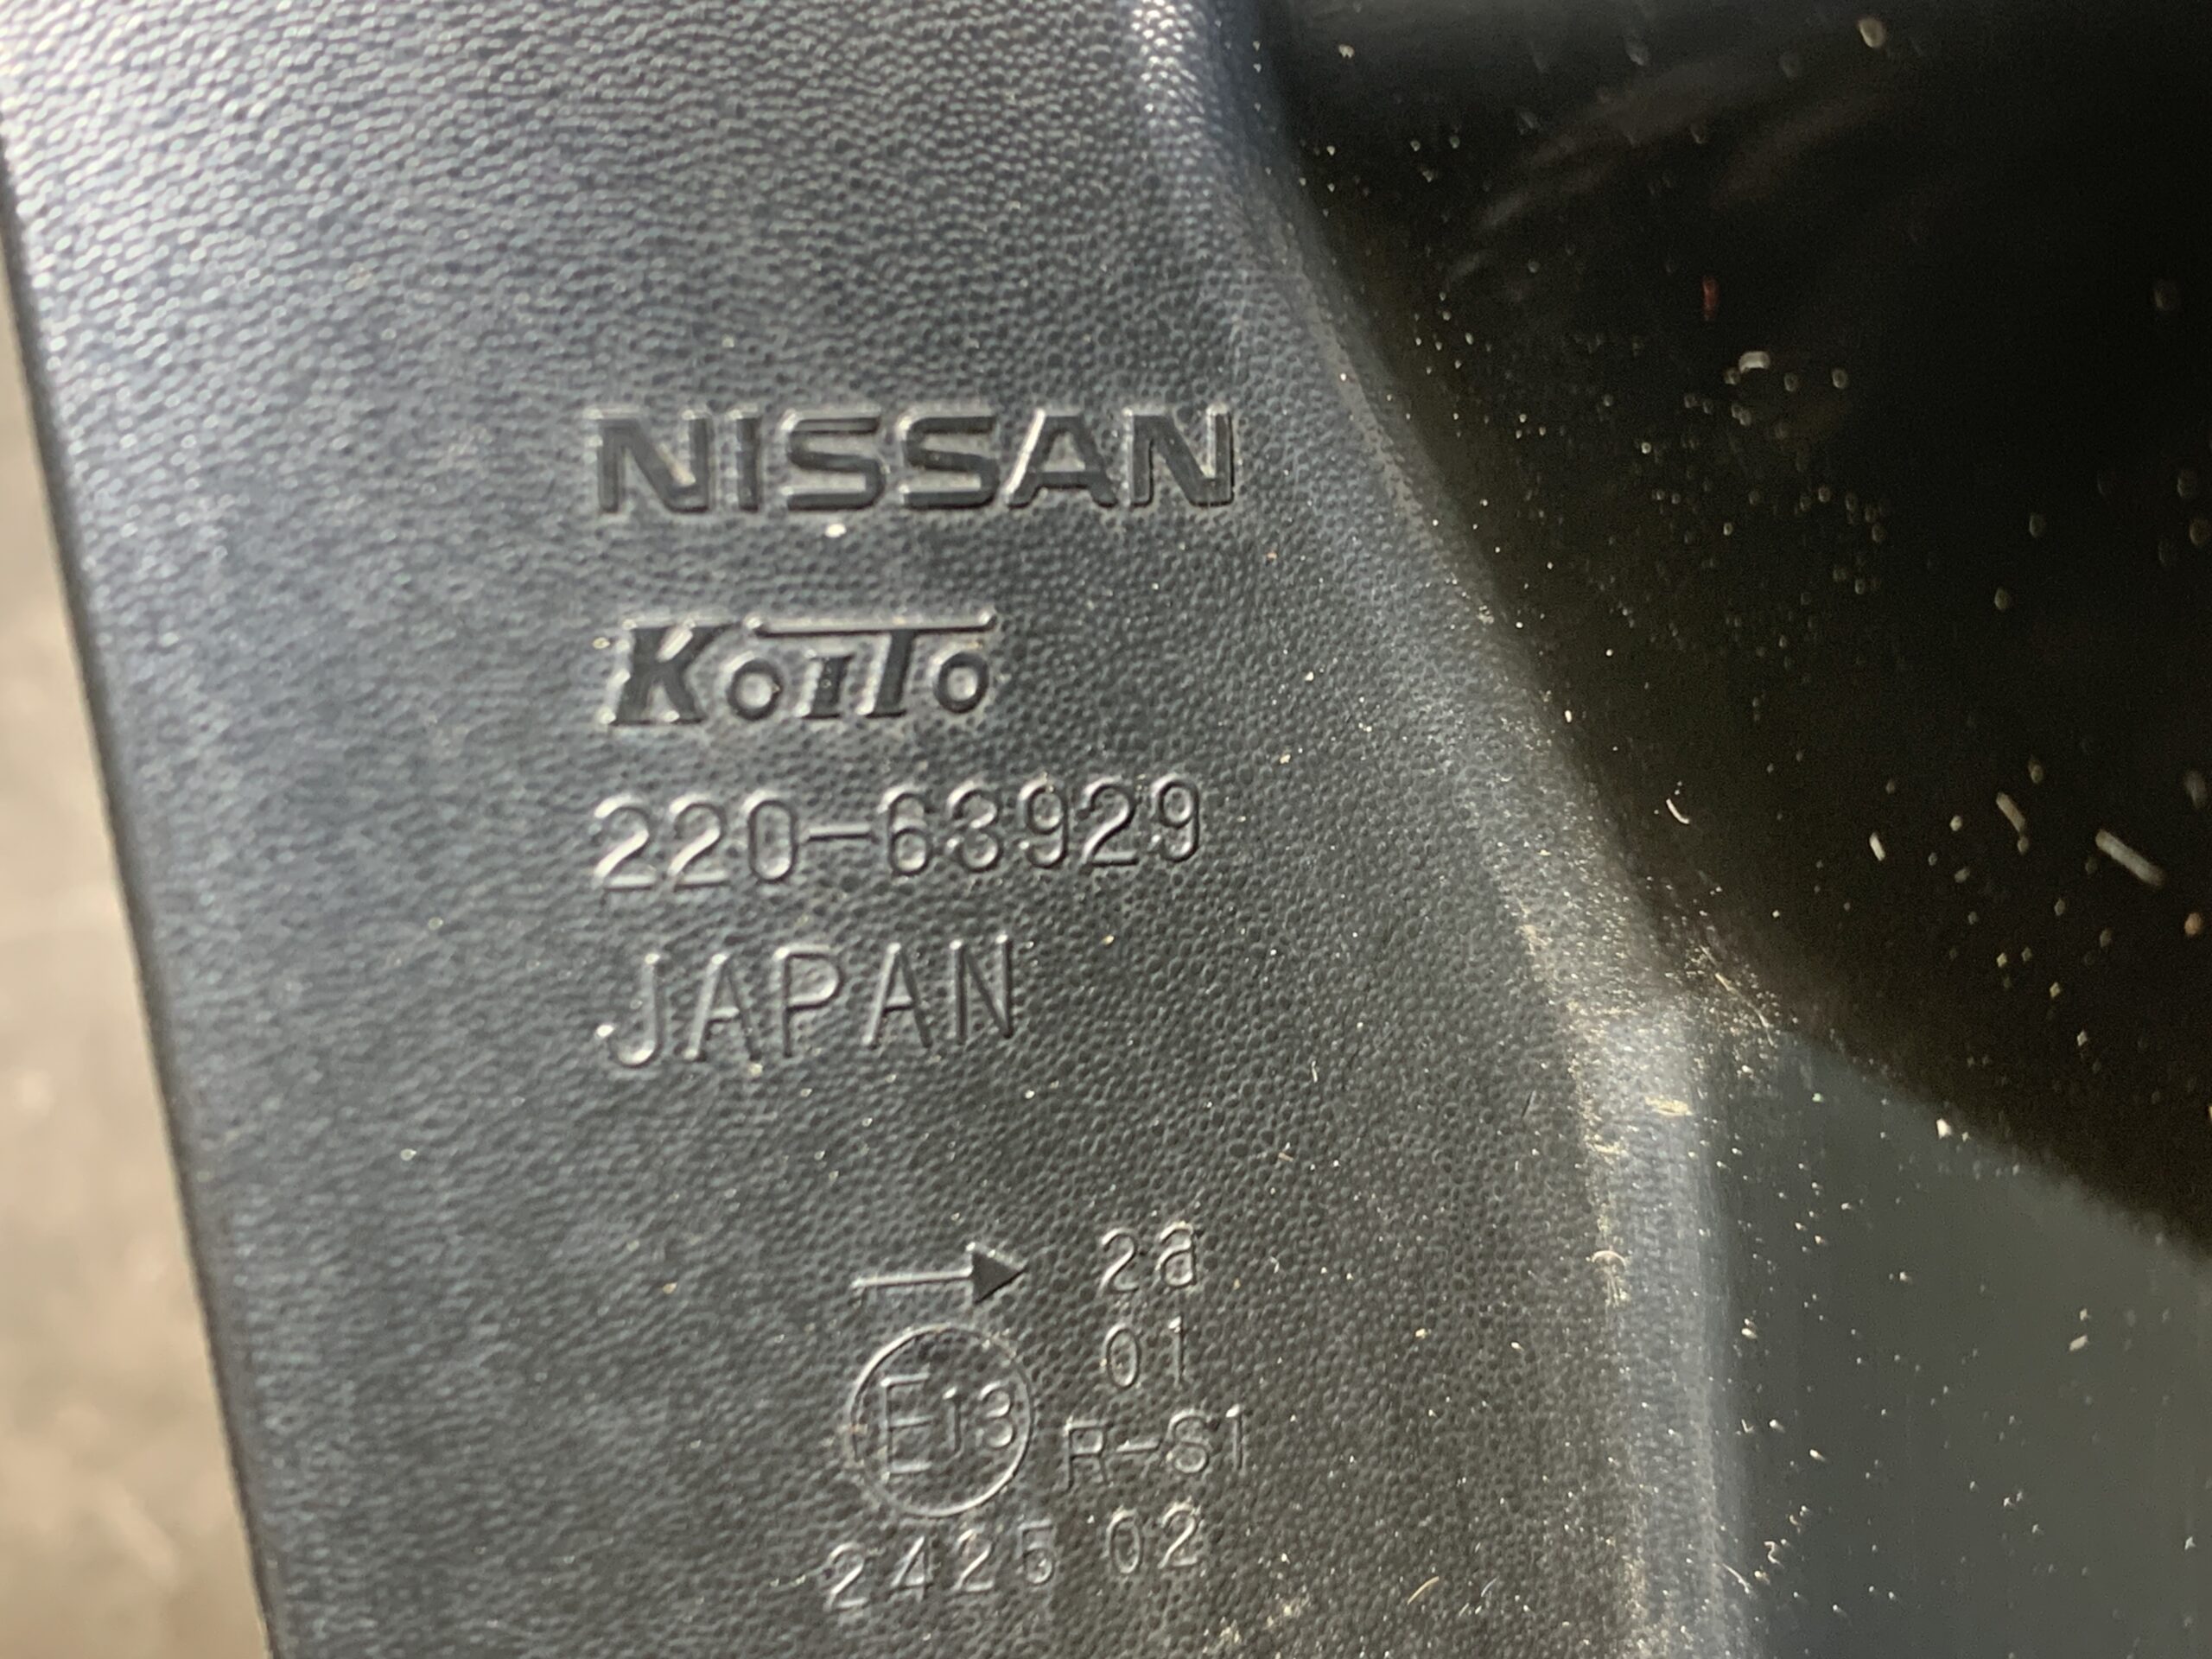 NISSAN
KOITO
220-63929
JAPAN
→ 2a
01
E13 R-S1
2425 02